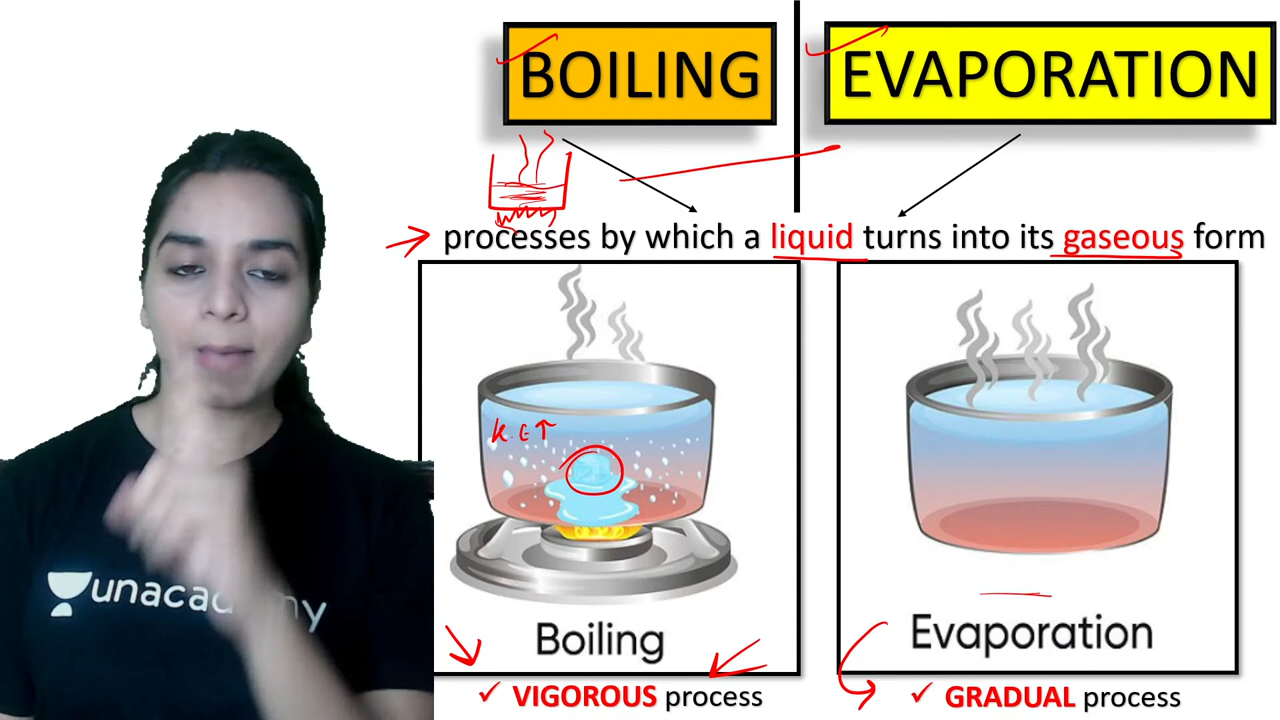 BOILING
EVAPORATION
processes by which a liquid turns into its gaseous form
K.E↑
Boiling
Evaporation
✓ VIGOROUS process
✓ GRADUAL process
unacademy